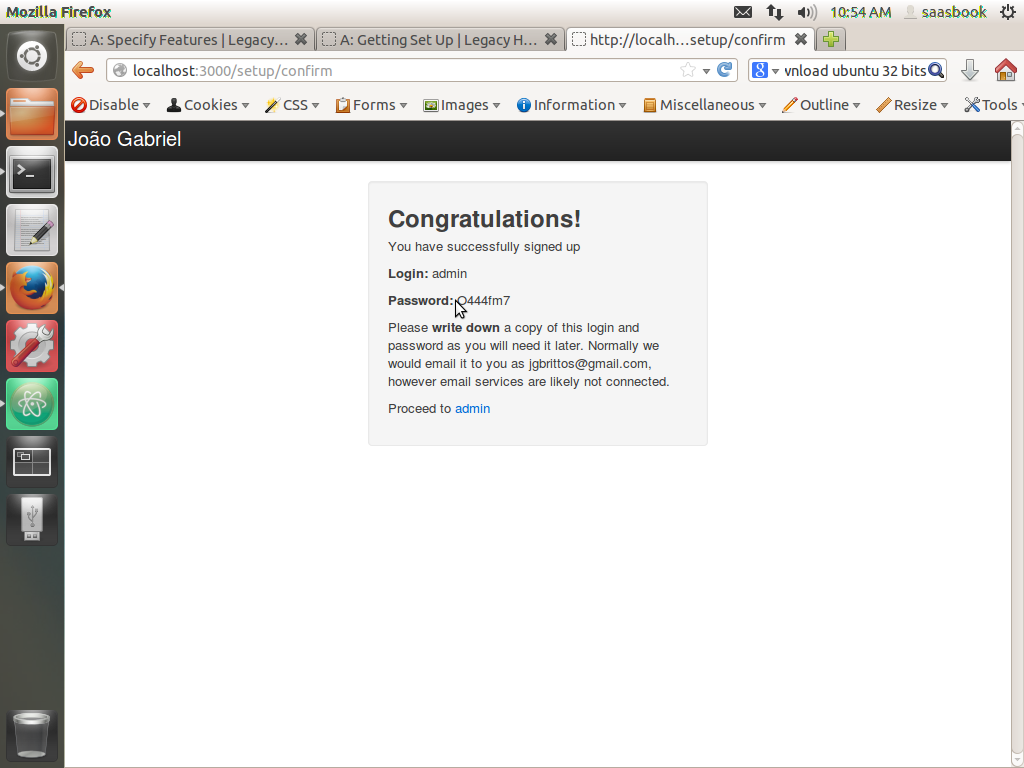 Mozilla Firefox
10:54 AM
saasbook
A: Specify Features | Legacy...
A: Getting Set Up | Legacy H...
http://localh...setup/confirm
localhost:3000/setup/confirm
vnload ubuntu 32 bits
Disable Cookies CSS Forms Images Information Miscellaneous Outline Resize Tools
João Gabriel
Congratulations!
You have successfully signed up
Login: admin
Password:
Please write down a copy of this login and
password as you will need it later. Normally we
would email it to you as jgbrittos@gmail.com,
however email services are likely not connected.
Proceed to admin